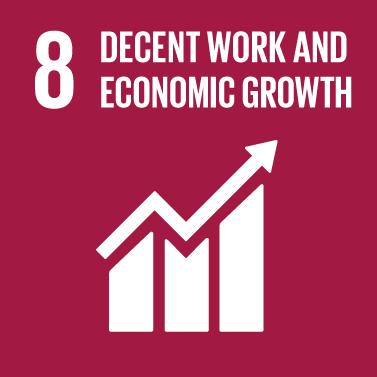 8 DECENT WORK AND
ECONOMIC GROWTH